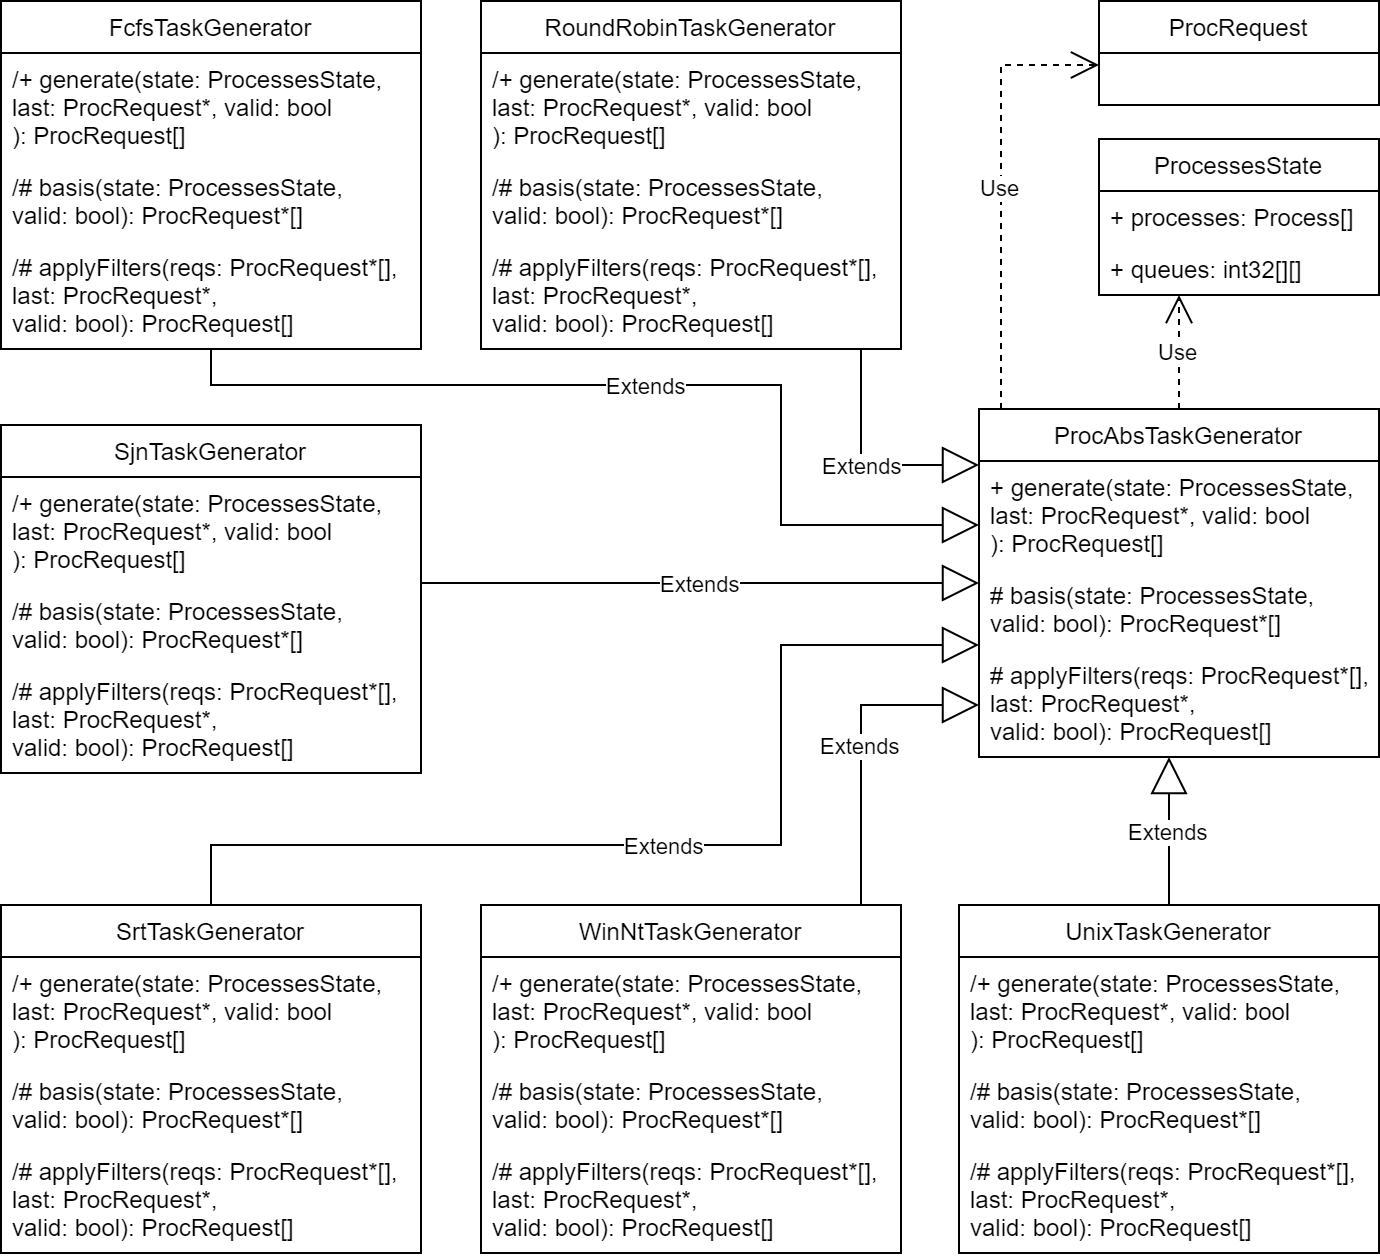 FcfsTaskGenerator
/+ generate(state: ProcessesState,
last: ProcRequest*, valid: bool
): ProcRequest[]
/# basis(state: ProcessesState,
valid: bool): ProcRequest*[]
/# applyFilters(reqs: ProcRequest*[],
last: ProcRequest*,
valid: bool): ProcRequest[]
RoundRobinTaskGenerator
/+ generate(state: ProcessesState,
last: ProcRequest*, valid: bool
): ProcRequest[]
/# basis(state: ProcessesState,
valid: bool): ProcRequest*[]
/# applyFilters(reqs: ProcRequest*[],
last: ProcRequest*,
valid: bool): ProcRequest[]
ProcRequest
Use
ProcessesState
+ processes: Process[]
+ queues: int32[][]
Use
Extends
Extends
SjnTaskGenerator
/+ generate(state: ProcessesState,
last: ProcRequest*, valid: bool
): ProcRequest[]
/# basis(state: ProcessesState,
valid: bool): ProcRequest*[]
/# applyFilters(reqs: ProcRequest*[],
last: ProcRequest*,
valid: bool): ProcRequest[]
Extends
ProcAbsTaskGenerator
+ generate(state: ProcessesState,
last: ProcRequest*, valid: bool
): ProcRequest[]
# basis(state: ProcessesState,
valid: bool): ProcRequest*[]
# applyFilters(reqs: ProcRequest*[],
last: ProcRequest*,
valid: bool): ProcRequest[]
Extends
Extends
Extends
SrtTaskGenerator
/+ generate(state: ProcessesState,
last: ProcRequest*, valid: bool
): ProcRequest[]
/# basis(state: ProcessesState,
valid: bool): ProcRequest*[]
/# applyFilters(reqs: ProcRequest*[],
last: ProcRequest*,
valid: bool): ProcRequest[]
WinNtTaskGenerator
/+ generate(state: ProcessesState,
last: ProcRequest*, valid: bool
): ProcRequest[]
/# basis(state: ProcessesState,
valid: bool): ProcRequest*[]
/# applyFilters(reqs: ProcRequest*[],
last: ProcRequest*,
valid: bool): ProcRequest[]
UnixTaskGenerator
/+ generate(state: ProcessesState,
last: ProcRequest*, valid: bool
): ProcRequest[]
/# basis(state: ProcessesState,
valid: bool): ProcRequest*[]
/# applyFilters(reqs: ProcRequest*[],
last: ProcRequest*,
valid: bool): ProcRequest[]